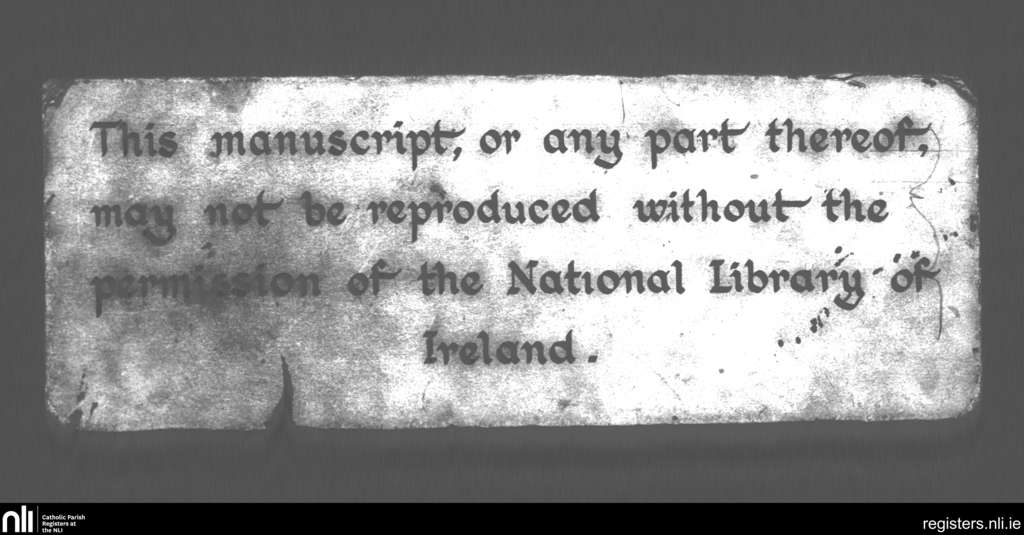 This manuscript, or any part thereof,
may not be reproduced without the
permission of the National Library of
Ireland.
nli Catholic Parish
Registers at
the NLI
registers.nli.ie